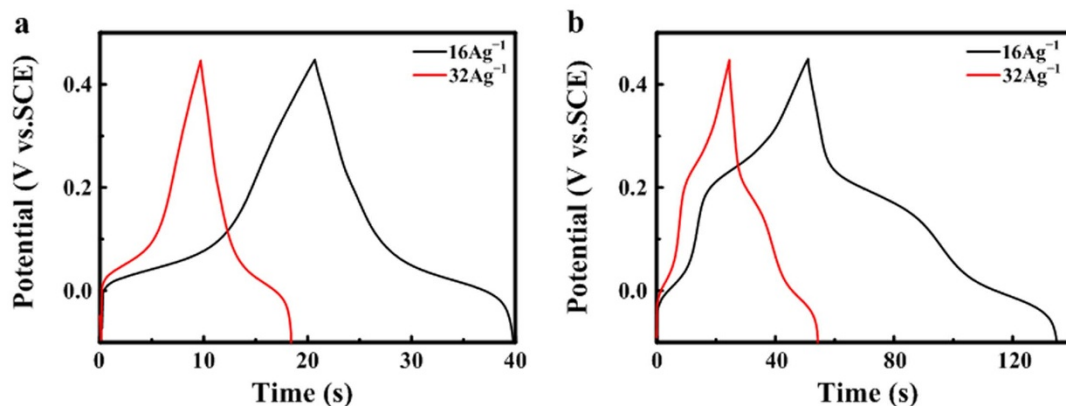 a
16Ag⁻¹
32Ag⁻¹
Potential (V vs.SCE)
0.4
0.2
0.0
0
10
20
30
40
Time (s)
b
16Ag⁻¹
32Ag⁻¹
Potential (V vs.SCE)
0.4
0.2
0.0
0
40
80
120
Time (s)